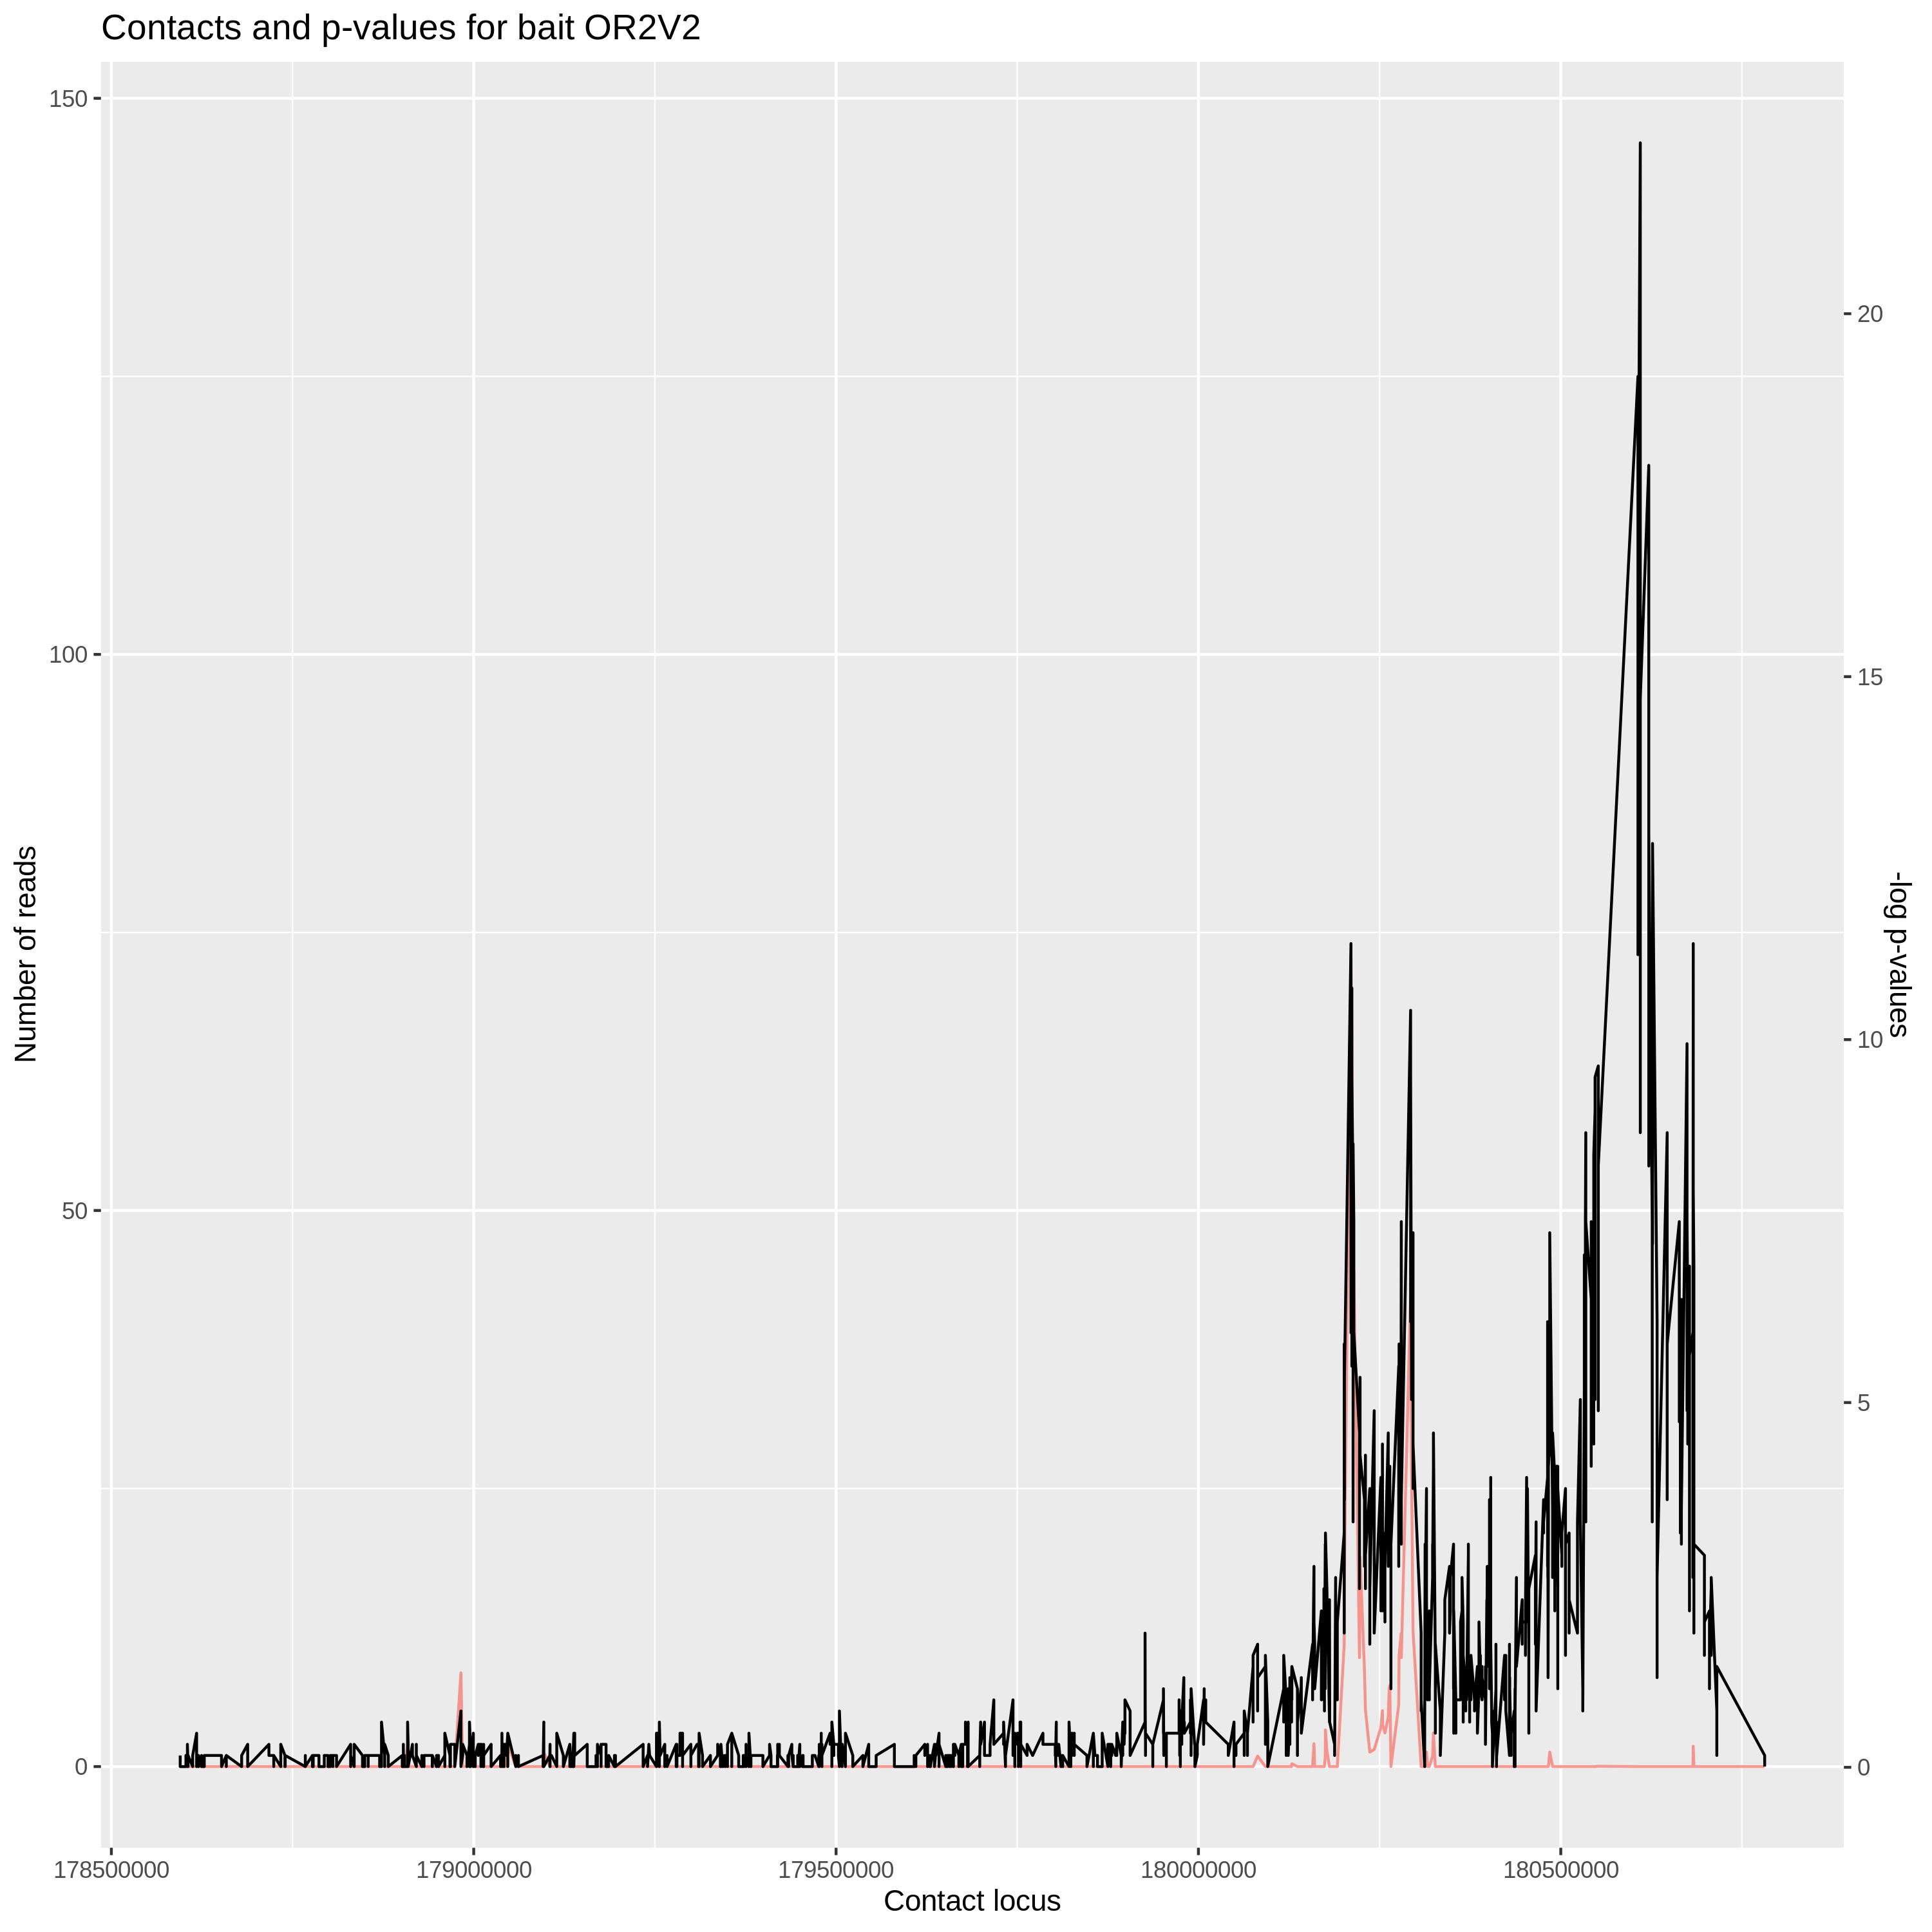 Contacts and p-values for bait OR2V2
150
100
50
0
Number of reads
20
15
10
5
0
-log p-values
178500000 179000000 179500000 180000000 180500000
Contact locus